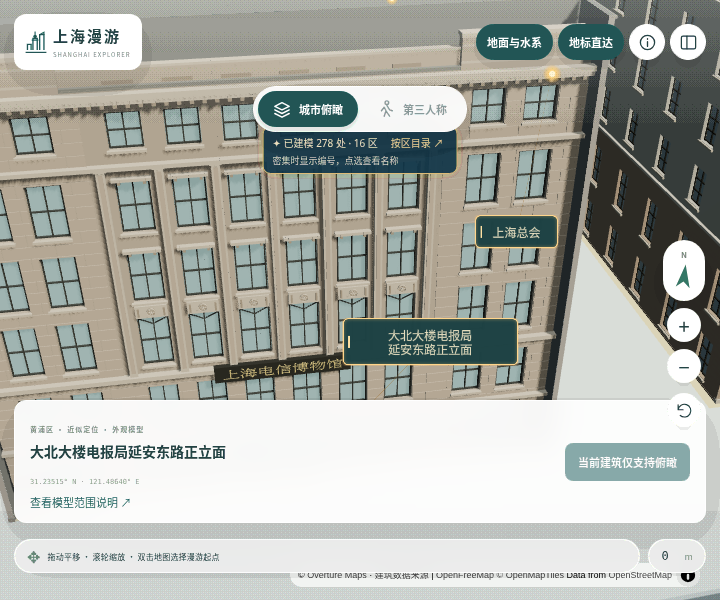 上海漫游
SHANGHAI EXPLORER
地面与水系
地标直达
城市俯瞰
第三人称
✦ 已建模 278 处 · 16 区 按区目录 ↗
密集时显示编号，点选查看名称
上海总会
N
大北大楼电报局
延安东路正立面
上海电信博物馆
+
−
黄浦区 · 近似定位 · 外观模型
大北大楼电报局延安东路正立面
当前建筑仅支持俯瞰
31.23515° N · 121.48640° E
查看模型范围说明 ↗
拖动平移 · 滚轮缩放 · 双击地图选择漫游起点
0 m
© Overture Maps · 建筑数据来源 | OpenFreeMap © OpenMapTiles Data from OpenStreetMap